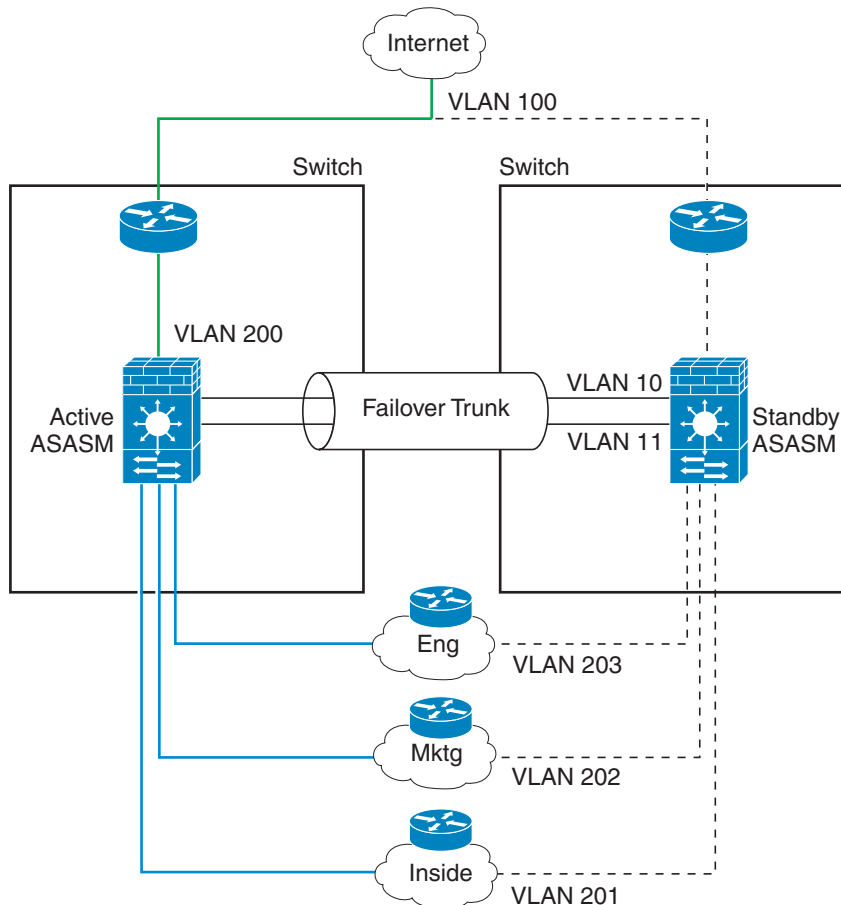 Internet
VLAN 100
Switch
Switch
VLAN 200
VLAN 10
Active
ASASM
Failover Trunk
Standby
ASASM
VLAN 11
Eng
VLAN 203
Mktg
VLAN 202
Inside
VLAN 201